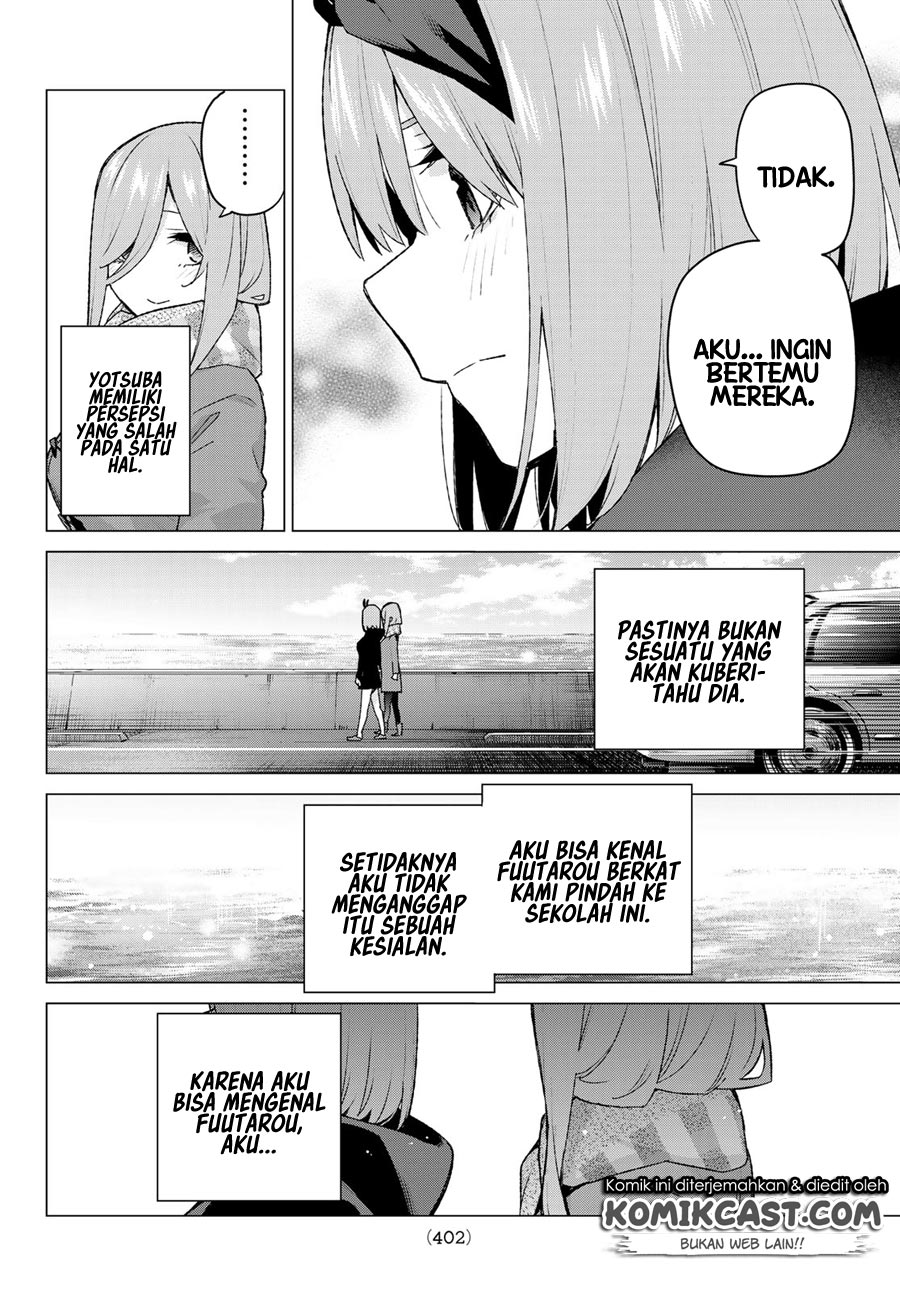 TIDAK.
AKU... INGIN
BERTEMU
MEREKA.
.......
YOTSUBA
MEMILIKI
PERSEPSI
YANG SALAH
PADA SATU
HAL.
PASTINYA BUKAN
SESUATU YANG
AKAN KUBERI-
TAHU DIA.
AKU BISA KENAL
FUUTAROU BERKAT
KAMI PINDAH KE
SEKOLAH INI.
SETIDAKNYA
AKU TIDAK
MENGANGGAP
ITU SEBUAH
KESIALAN.
KARENA AKU
BISA MENGENAL
FUUTAROU,
AKU...
Komik ini diterjemahkan & diedit oleh
KOMIKCAST.COM
BUKAN WEB LAIN!!
(402)